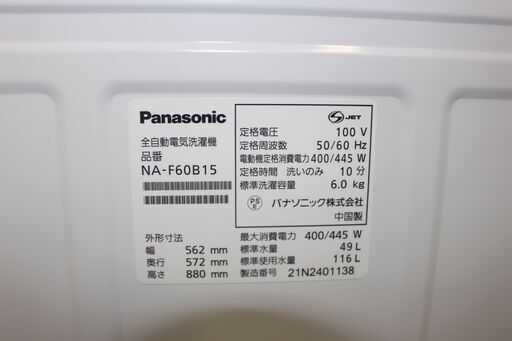 Panasonic
全自動電気洗濯機
品番
NA-F60B15
外形寸法
幅 562 mm
奥行 572 mm
高さ 880 mm
S JET
定格電圧 100 V
定格周波数 50/60 Hz
電動機定格消費電力 400/445 W
定格時間 洗いのみ 10 分
標準洗濯容量 6.0 kg
PS E パナソニック株式会社
中国製
最大消費電力 400/445 W
標準水量 49 L
標準使用水量 116 L
製造番号 21N2401138